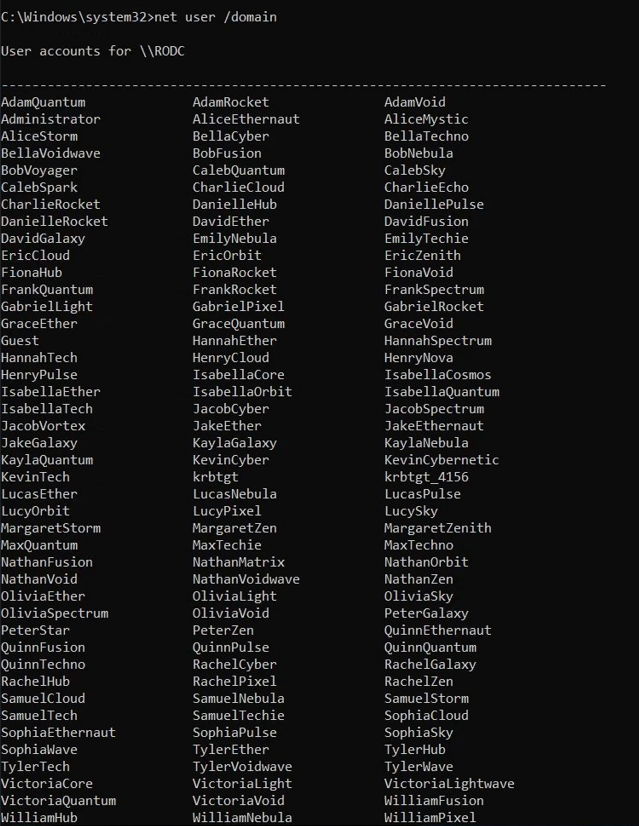 C:\Windows\system32>net user /domain
User accounts for \\RODC
-------------------------------------------------------------------------------
AdamQuantum AdamRocket AdamVoid
Administrator AliceEthernaut AliceMystic
AliceStorm BellaCyber BellaTechno
BellaVoidwave BobFusion BobNebula
BobVoyager CalebQuantum CalebSky
CalebSpark CharlieCloud CharlieEcho
CharlieRocket DanielleHub DaniellePulse
DanielleRocket DavidEther DavidFusion
DavidGalaxy EmilyNebula EmilyTechie
EricCloud EricOrbit EricZenith
FionaHub FionaRocket FionaVoid
FrankQuantum FrankRocket FrankSpectrum
GabrielLight GabrielPixel GabrielRocket
GraceEther GraceQuantum GraceVoid
Guest HannahEther HannahSpectrum
HannahTech HenryCloud HenryNova
HenryPulse IsabellaCore IsabellaCosmos
IsabellaEther IsabellaOrbit IsabellaQuantum
IsabellaTech JacobCyber JacobSpectrum
JacobVortex JakeEther JakeEthernaut
JakeGalaxy KaylaGalaxy KaylaNebula
KaylaQuantum KevinCyber KevinCybernetic
KevinTech krbtgt krbtgt_4156
LucasEther LucasNebula LucasPulse
LucyOrbit LucyPixel LucySky
MargaretStorm MargaretZen MargaretZenith
MaxQuantum MaxTechie MaxTechno
NathanFusion NathanMatrix NathanOrbit
NathanVoid NathanVoidwave NathanZen
OliviaEther OliviaLight OliviaSky
OliviaSpectrum OliviaVoid PeterGalaxy
PeterStar PeterZen QuinnEthernaut
QuinnFusion QuinnPulse QuinnQuantum
QuinnTechno RachelCyber RachelGalaxy
RachelHub RachelPixel RachelZen
SamuelCloud SamuelNebula SamuelStorm
SamuelTech SamuelTechie SophiaCloud
SophiaEthernaut SophiaPulse SophiaSky
SophiaWave TylerEther TylerHub
TylerTech TylerVoidwave TylerWave
VictoriaCore VictoriaLight VictoriaLightwave
VictoriaQuantum VictoriaVoid WilliamFusion
WilliamHub WilliamNebula WilliamPixel